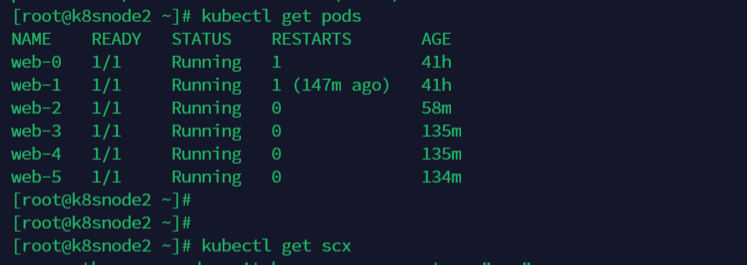 [root@k8snode2 ~]# kubectl get pods
NAME    READY   STATUS    RESTARTS       AGE
web-0   1/1     Running   1              41h
web-1   1/1     Running   1 (147m ago)   41h
web-2   1/1     Running   0              58m
web-3   1/1     Running   0              135m
web-4   1/1     Running   0              135m
web-5   1/1     Running   0              134m
[root@k8snode2 ~]#
[root@k8snode2 ~]#
[root@k8snode2 ~]# kubectl get scx